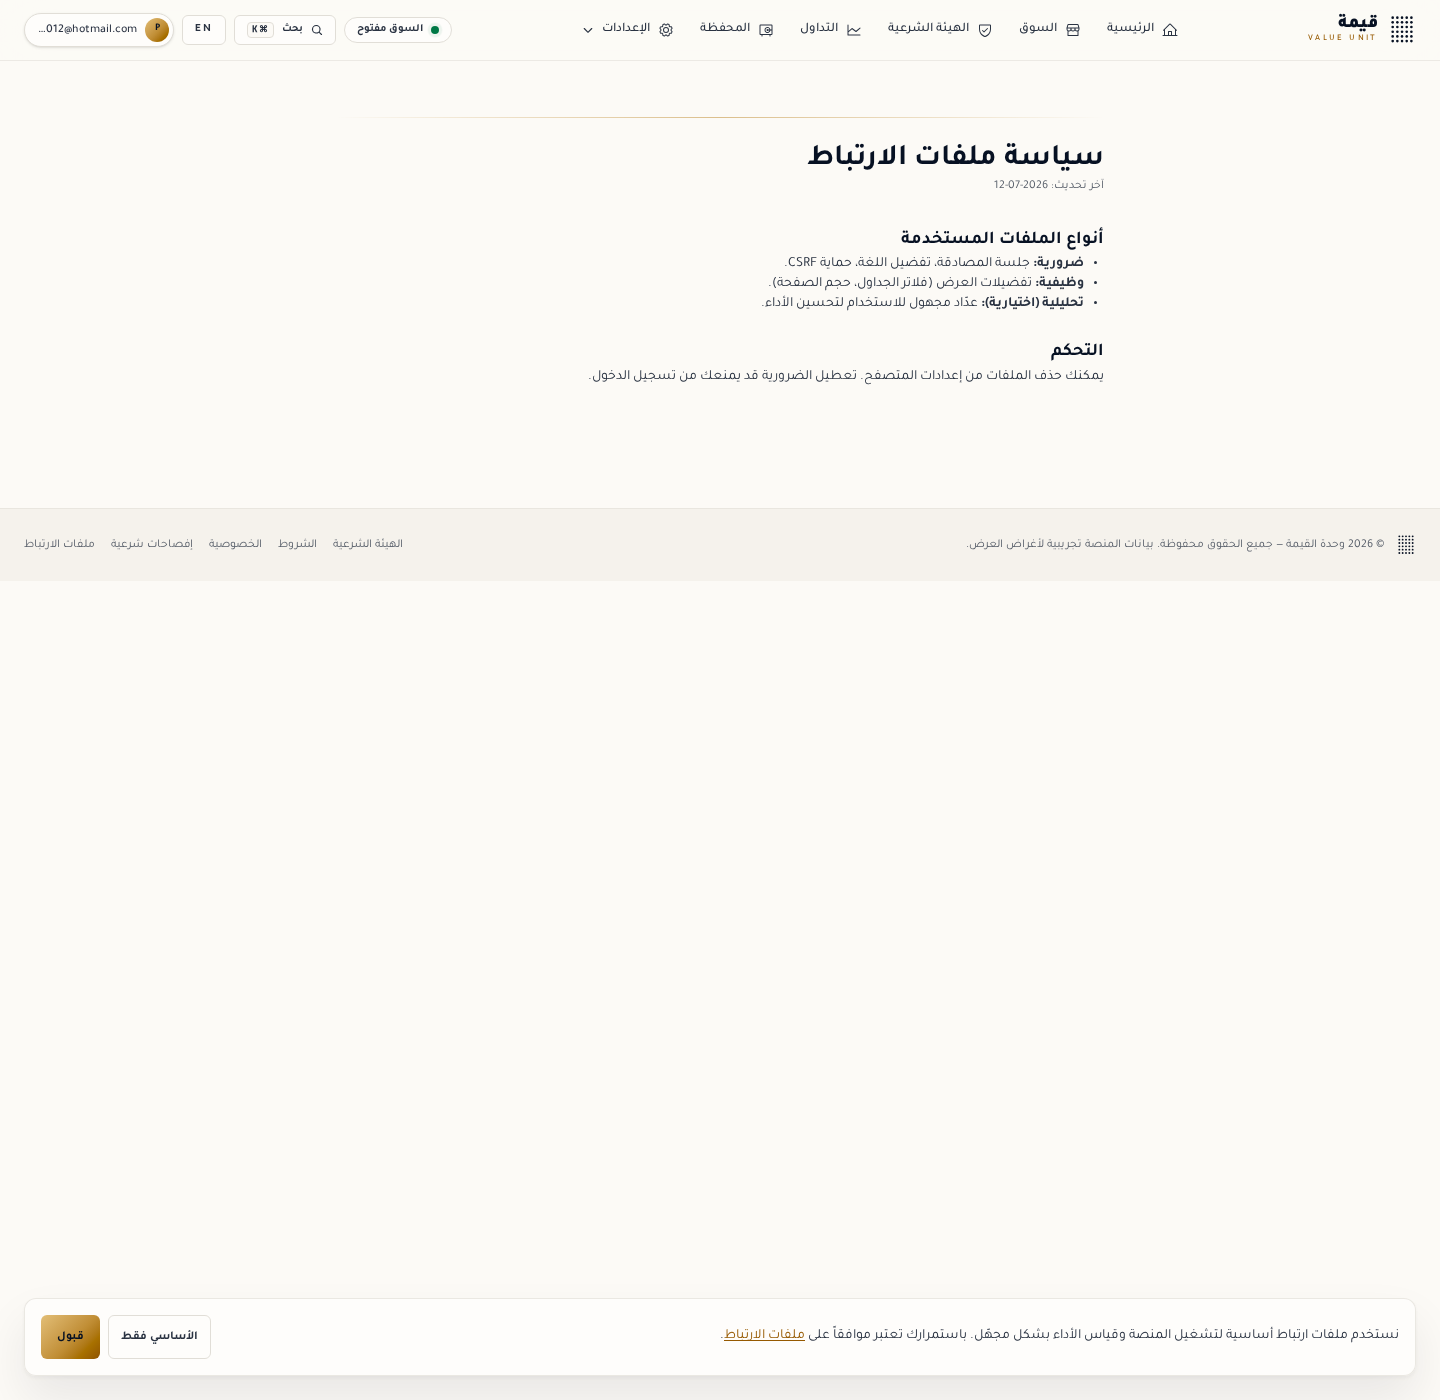 قيمة
VALUE UNIT
الرئيسية
السوق
الهيئة الشرعية
التداول
المحفظة
الإعدادات
السوق مفتوح
بحث ⌘K
EN
P
012@hotmail.com...
سياسة ملفات الارتباط
آخر تحديث: 2026-07-12
أنواع الملفات المستخدمة
• ضرورية: جلسة المصادقة، تفضيل اللغة، حماية CSRF.
• وظيفية: تفضيلات العرض (فلاتر الجداول، حجم الصفحة).
• تحليلية (اختيارية): عدّاد مجهول للاستخدام لتحسين الأداء.
التحكم
يمكنك حذف الملفات من إعدادات المتصفح. تعطيل الضرورية قد يمنعك من تسجيل الدخول.
© 2026 وحدة القيمة — جميع الحقوق محفوظة. بيانات المنصة تجريبية لأغراض العرض.
الهيئة الشرعية
الشروط
الخصوصية
إفصاحات شرعية
ملفات الارتباط
نستخدم ملفات ارتباط أساسية لتشغيل المنصة وقياس الأداء بشكل مجهّل. باستمرارك تعتبر موافقاً على ملفات الارتباط.
الأساسي فقط
قبول